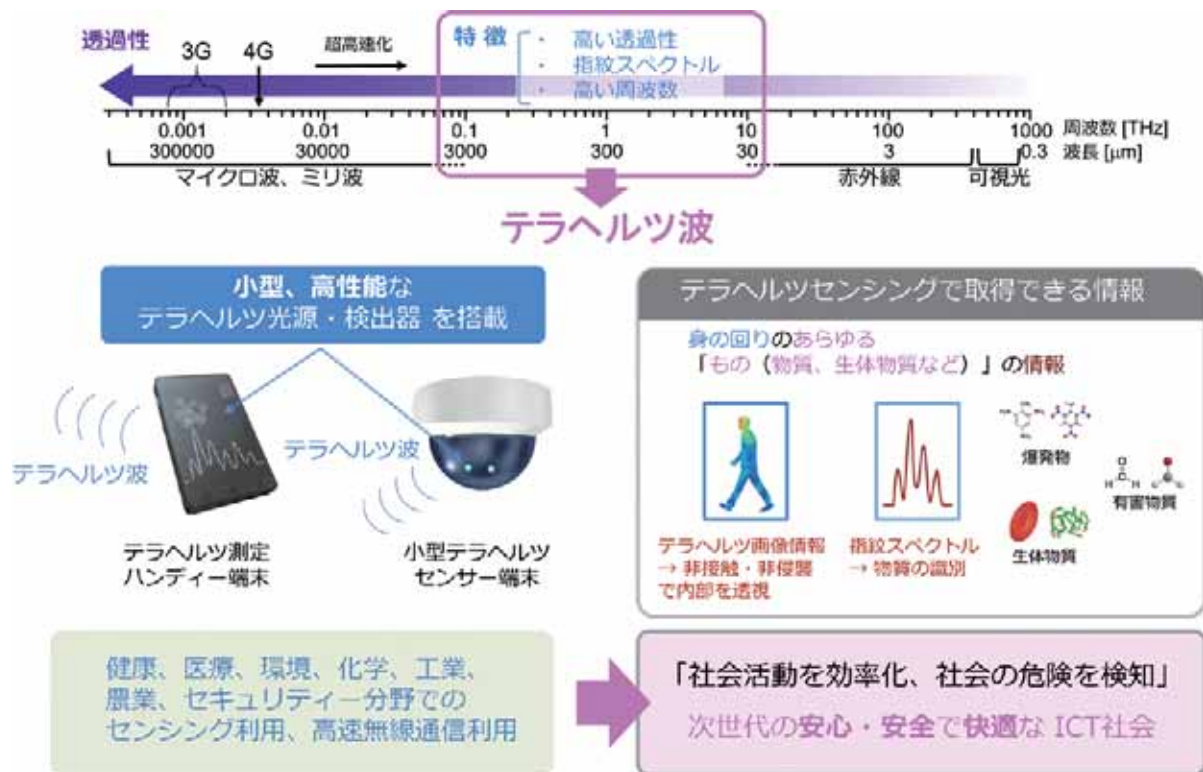 透過性
3G
4G
超高速化
特 徴
・ 高い透過性
・ 指紋スペクトル
・ 高い周波数
0.001 0.01 0.1 1 10 100 1000 周波数 [THz]
300000 30000 3000 300 30 3 0.3 波長 [μm]
マイクロ波、ミリ波
赤外線
可視光
テラヘルツ波
小型、高性能な
テラヘルツ光源・検出器 を搭載
テラヘルツ波
テラヘルツ波
テラヘルツ測定
ハンディー端末
小型テラヘルツ
センサー端末
テラヘルツセンシングで取得できる情報
身の回りのあらゆる
「もの（物質、生体物質など）」の情報
テラヘルツ画像情報
→ 非接触・非侵襲
で内部を透視
指紋スペクトル
→ 物質の識別
爆発物
有害物質
生体物質
健康、医療、環境、化学、工業、
農業、セキュリティー分野での
センシング利用、高速無線通信利用
「社会活動を効率化、社会の危険を検知」
次世代の安心・安全で快適な ICT社会